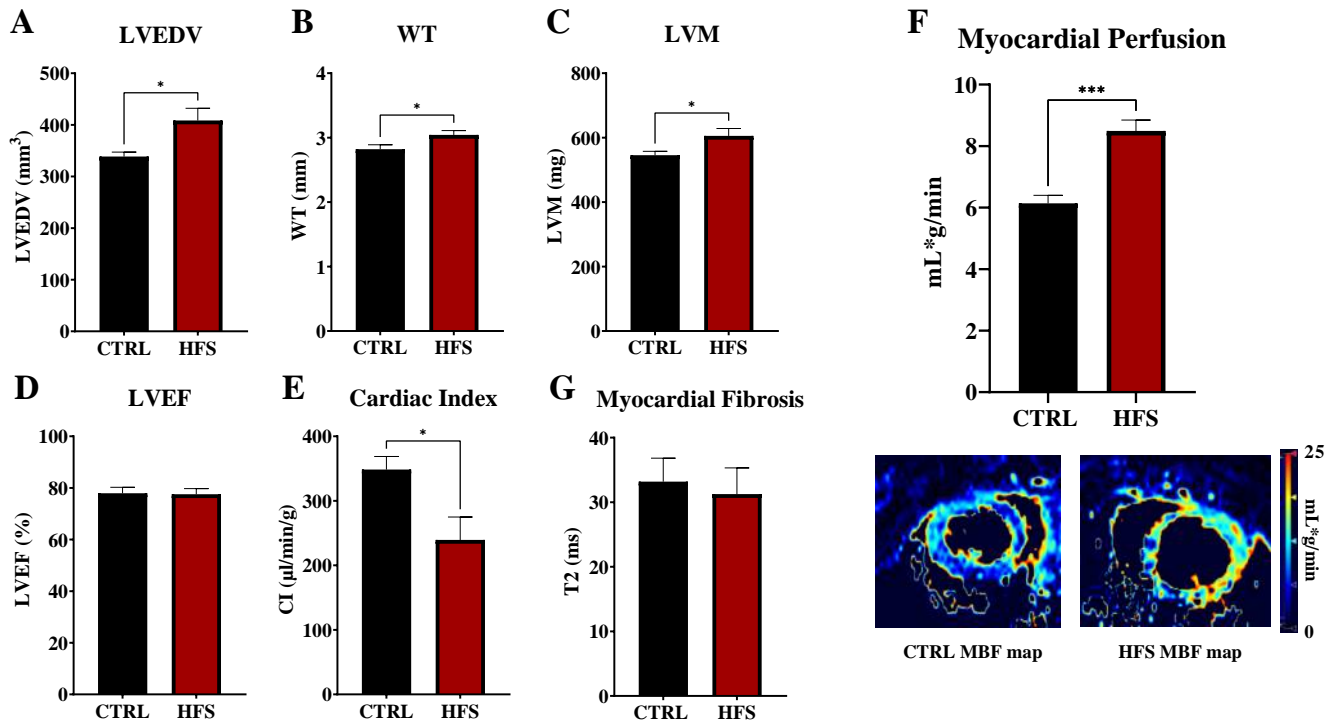 A
LVEDV
LVEDV (mm³)
500
400
300
200
100
0
*
CTRL HFS
B
WT
WT (mm)
4
3
2
1
0
*
CTRL HFS
C
LVM
LVM (mg)
800
600
400
200
0
*
CTRL HFS
D
LVEF
LVEF (%)
100
80
60
40
20
0
CTRL HFS
E
Cardiac Index
CI (µl/min/g)
400
300
200
100
0
*
CTRL HFS
G
Myocardial Fibrosis
T2 (ms)
40
30
20
10
0
CTRL HFS
F
Myocardial Perfusion
mL*g/min
10
8
6
4
2
0
***
CTRL HFS
25
mL*g/min
0
CTRL MBF map
HFS MBF map